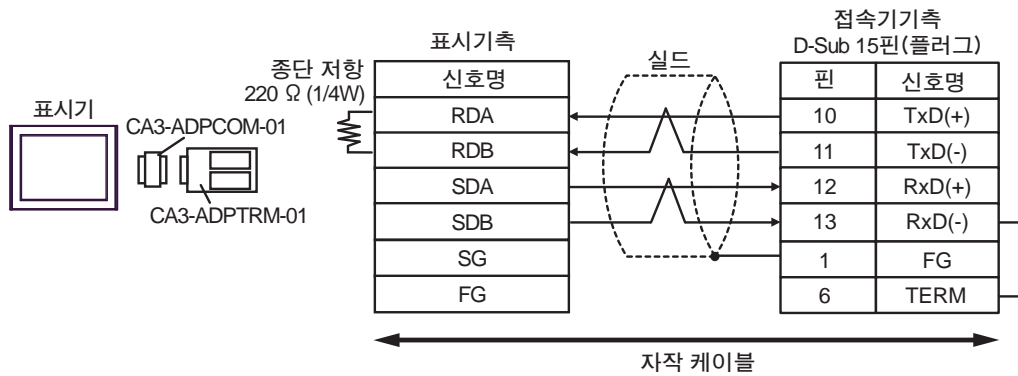 표시기
CA3-ADPCOM-01
CA3-ADPTRM-01
종단 저항
220 Ω (1/4W)
표시기측
신호명
RDA
RDB
SDA
SDB
SG
FG
실드
접속기기측
D-Sub 15핀(플러그)
핀 신호명
10 TxD(+)
11 TxD(-)
12 RxD(+)
13 RxD(-)
1 FG
6 TERM
자작 케이블